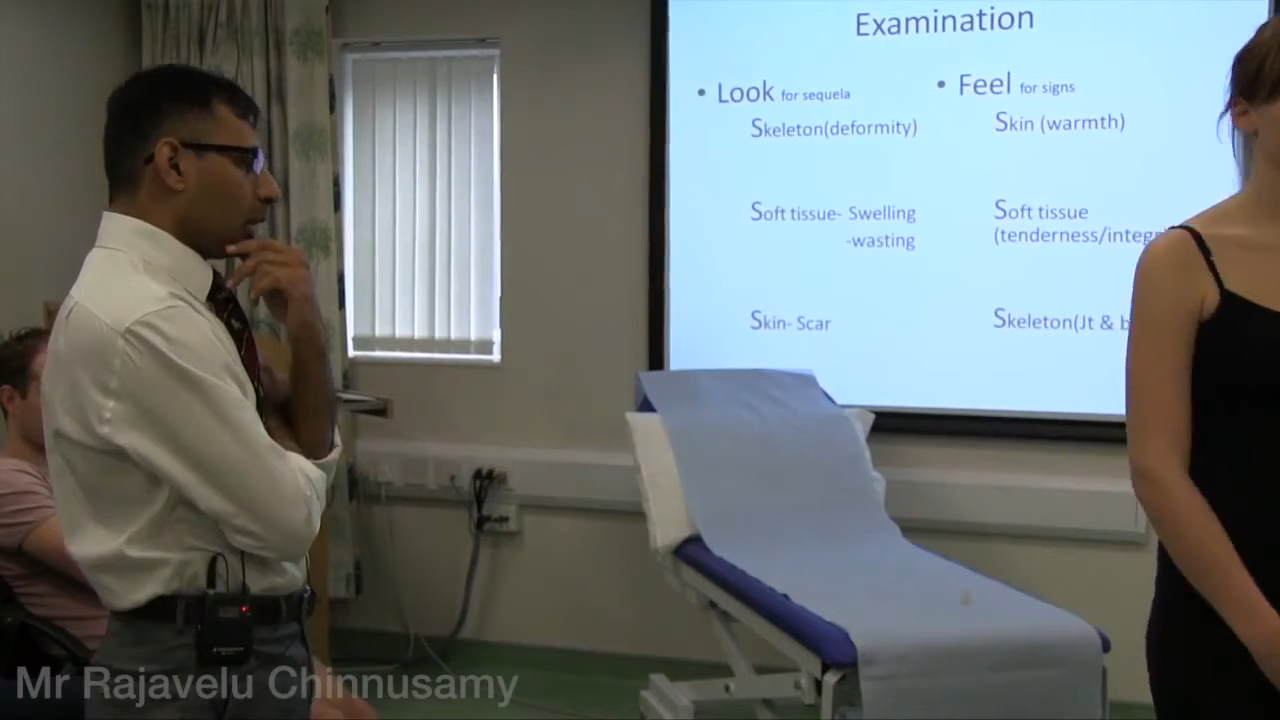 Examination
• Look for sequela
Skeleton(deformity)
Soft tissue- Swelling
-wasting
Skin- Scar
• Feel for signs
Skin (warmth)
Soft tissue
(tenderness/integ
Skeleton(Jt & b
Mr Rajavelu Chinnusamy